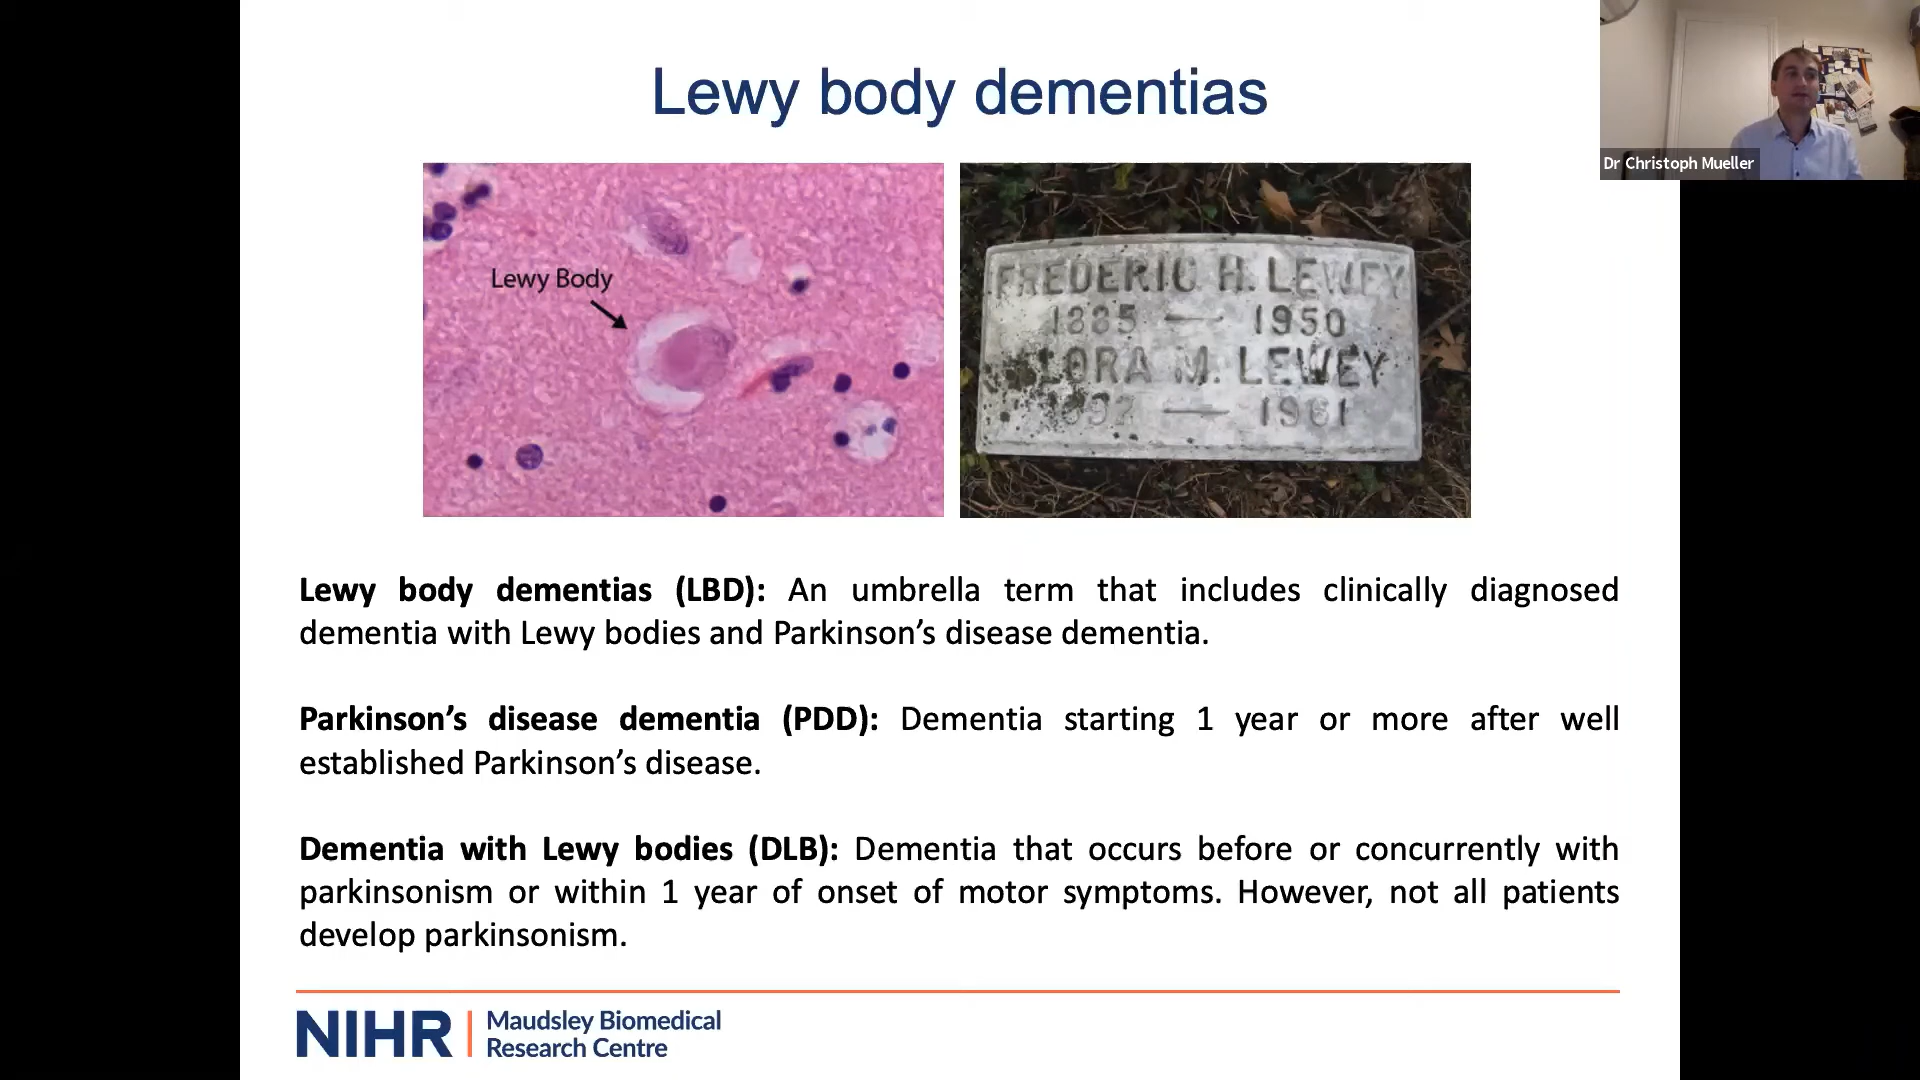 Lewy body dementias
Dr Christoph Mueller
Lewy Body
FREDERIC H. LEWEY
1885 — 1950
M. LEWEY
1961
Lewy body dementias (LBD): An umbrella term that includes clinically diagnosed
dementia with Lewy bodies and Parkinson’s disease dementia.
Parkinson’s disease dementia (PDD): Dementia starting 1 year or more after well
established Parkinson’s disease.
Dementia with Lewy bodies (DLB): Dementia that occurs before or concurrently with
parkinsonism or within 1 year of onset of motor symptoms. However, not all patients
develop parkinsonism.
NIHR | Maudsley Biomedical
Research Centre